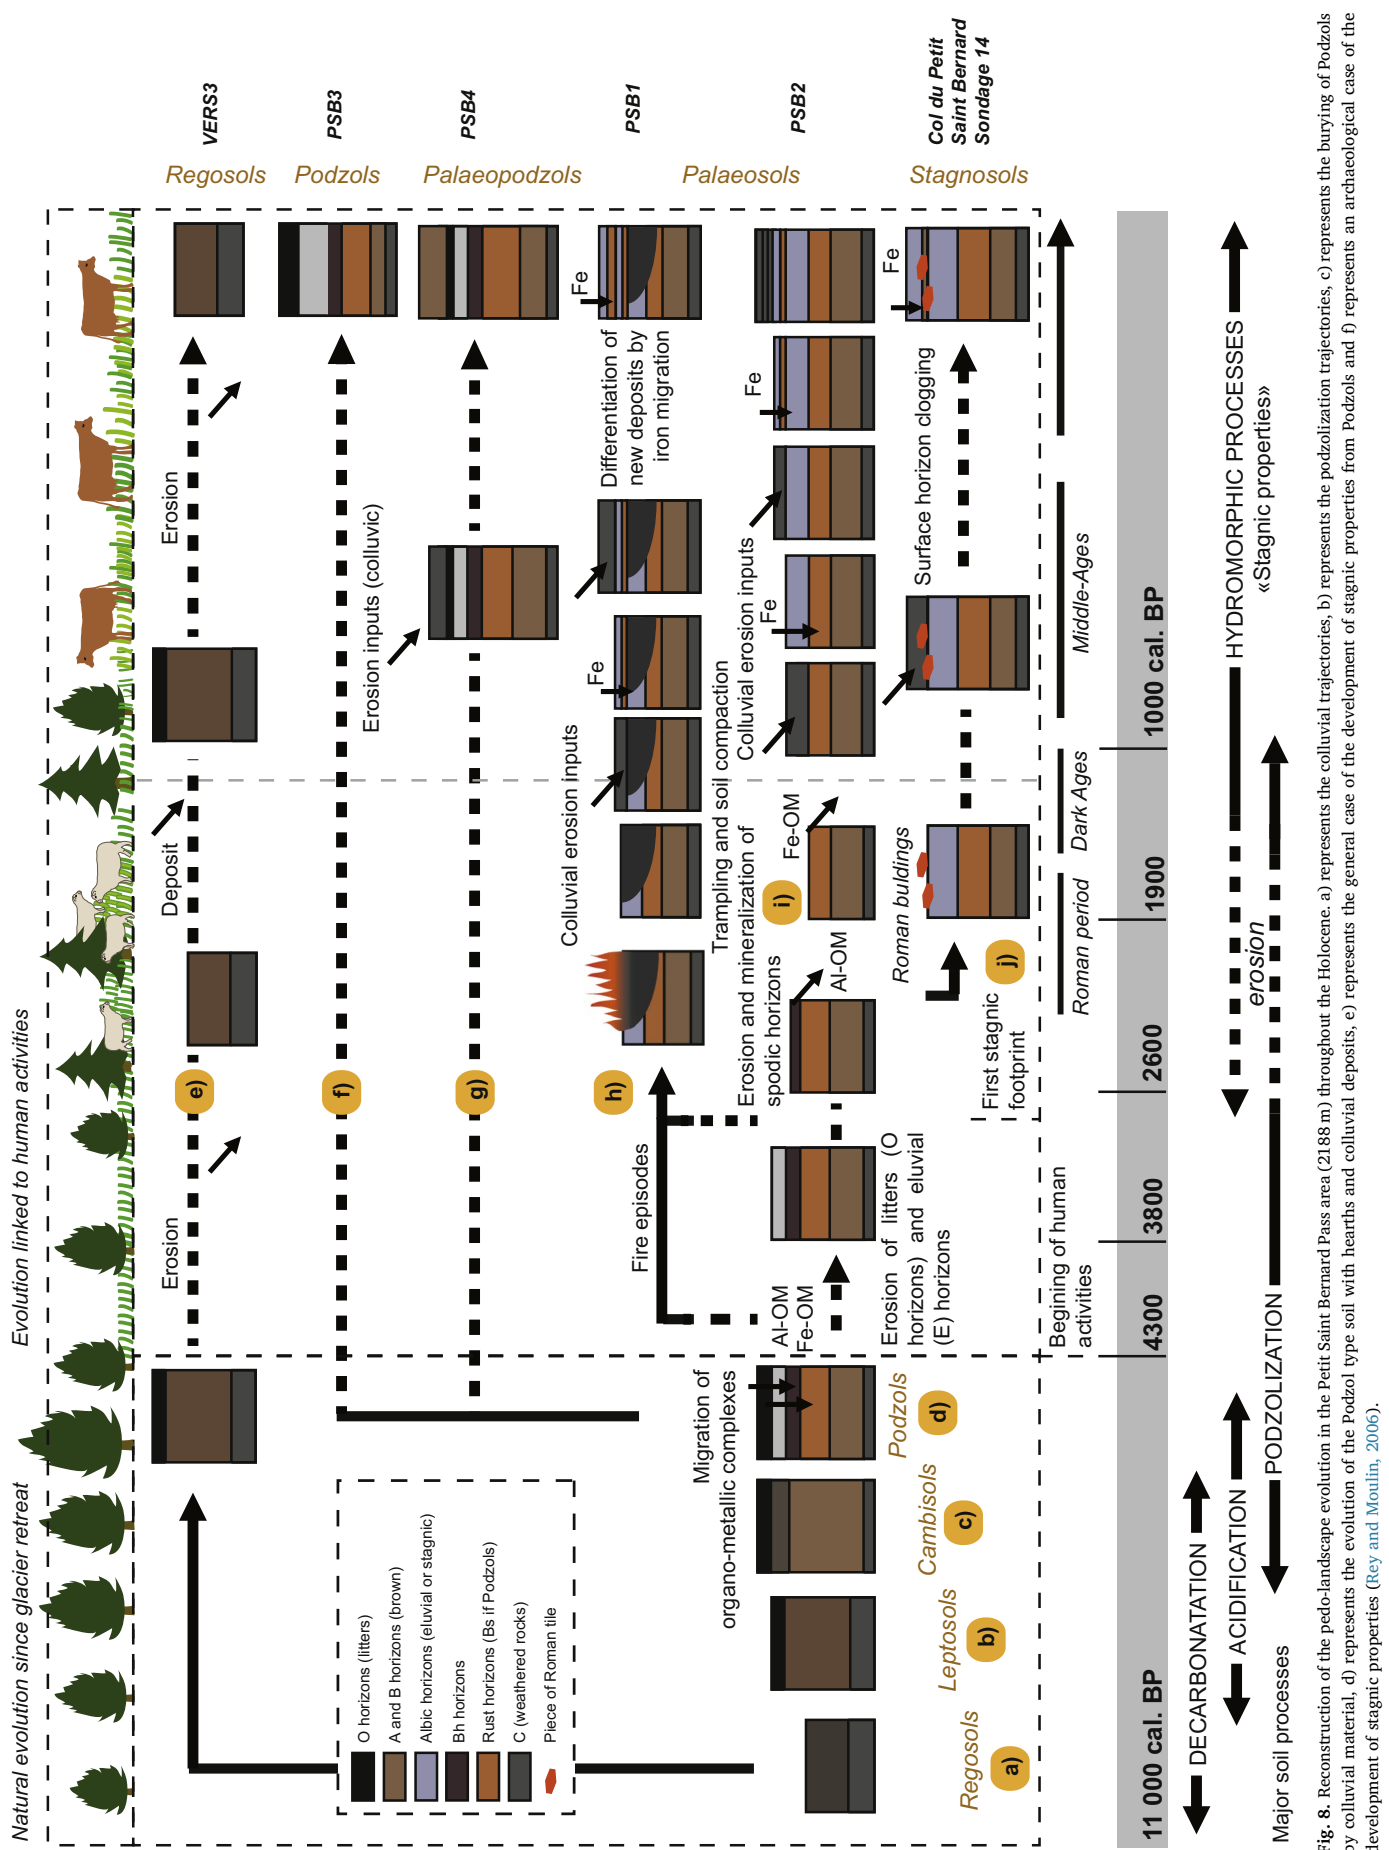 Natural evolution since glacier retreat
Evolution linked to human activities
Erosion
e)
Deposit
Erosion
Regosols
VERS3
f)
Podzols
PSB3
Erosion inputs (colluvic)
g)
Palaeopodzols
PSB4
O horizons (litters)
A and B horizons (brown)
Albic horizons (eluvial or stagnic)
Bh horizons
Rust horizons (Bs if Podzols)
C (weathered rocks)
Piece of Roman tile
Fire episodes
h)
Colluvial erosion inputs
Fe
Differentiation of
new deposits by
iron migration
Fe
Palaeosols
PSB1
Migration of
organo-metallic complexes
Al-OM
Fe-OM
Erosion of litters (O
horizons) and eluvial
(E) horizons
Erosion and mineralization of
spodic horizons
Al-OM
i)
Fe-OM
Trampling and soil compaction
Colluvial erosion inputs
Fe
Fe
PSB2
Regosols
a)
Leptosols
b)
Cambisols
c)
Podzols
d)
First stagnic
footprint
j)
Roman buldings
Surface horizon clogging
Fe
Stagnosols
Col du Petit
Saint Bernard
Sondage 14
Begining of human
activities
Roman period
Dark Ages
Middle-Ages
11 000 cal. BP
4300
3800
2600
1900
1000 cal. BP
DECARBONATATION
ACIDIFICATION
HYDROMORPHIC PROCESSES
«Stagnic properties»
erosion
Major soil processes
PODZOLIZATION
Fig. 8. Reconstruction of the pedo-landscape evolution in the Petit Saint Bernard Pass area (2188 m) throughout the Holocene. a) represents the colluvial trajectories, b) represents the podzolization trajectories, c) represents the burying of Podzols
by colluvial material, d) represents the evolution of the Podzol type soil with hearths and colluvial deposits, e) represents the general case of the development of stagnic properties from Podzols and f) represents an archaeological case of the
development of stagnic properties (Rey and Moulin, 2006).